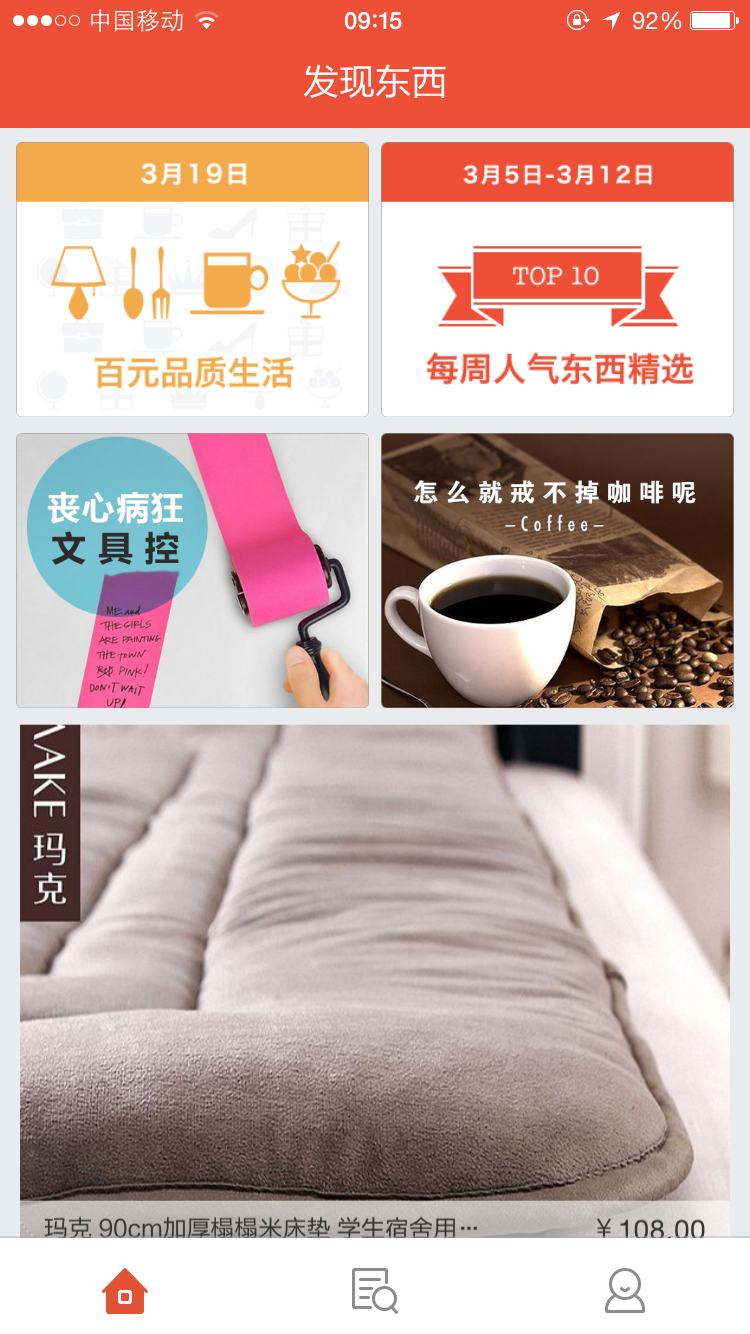 中国移动
09:15
92%
发现东西
3月19日
百元品质生活
3月5日-3月12日
TOP 10
每周人气东西精选
丧心病狂
文具控
ME and
THE GIRLS
ARE PAINTING
THE TOWN
PINK!
DON'T WAIT
UP!
怎么就戒不掉咖啡呢
–Coffee–
MAKE 玛克
玛克 90cm加厚榻榻米床垫 学生宿舍用…
¥ 108.00